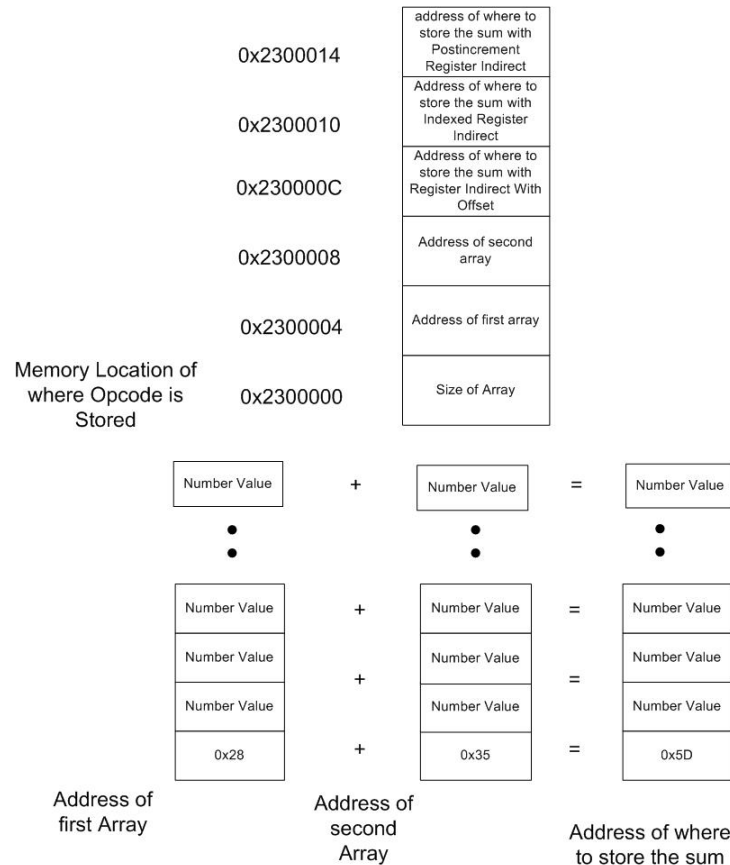 0x2300014
address of where to
store the sum with
Postincrement
Register Indirect
0x2300010
Address of where to
store the sum with
Indexed Register
Indirect
0x230000C
Address of where to
store the sum with
Register Indirect With
Offset
0x2300008
Address of second
array
0x2300004
Address of first array
Memory Location of
where Opcode is
Stored
0x2300000
Size of Array
Number Value + Number Value = Number Value
Number Value + Number Value = Number Value
Number Value Number Value Number Value
+ =
Number Value Number Value Number Value
0x28 + 0x35 = 0x5D
Address of
first Array
Address of
second
Array
Address of where
to store the sum